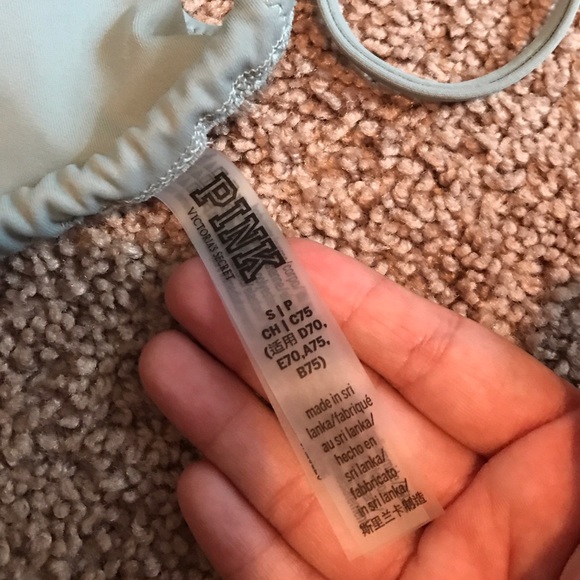 PINK
VICTORIA'S SECRET
S | P
CH | C75
(适用 D70,
E70,A75,
B75)
made in sri
lanka/fabriqué
au sri lanka/
hecho en
sri lanka/
fabbricato
in sri lanka/
斯里兰卡制造